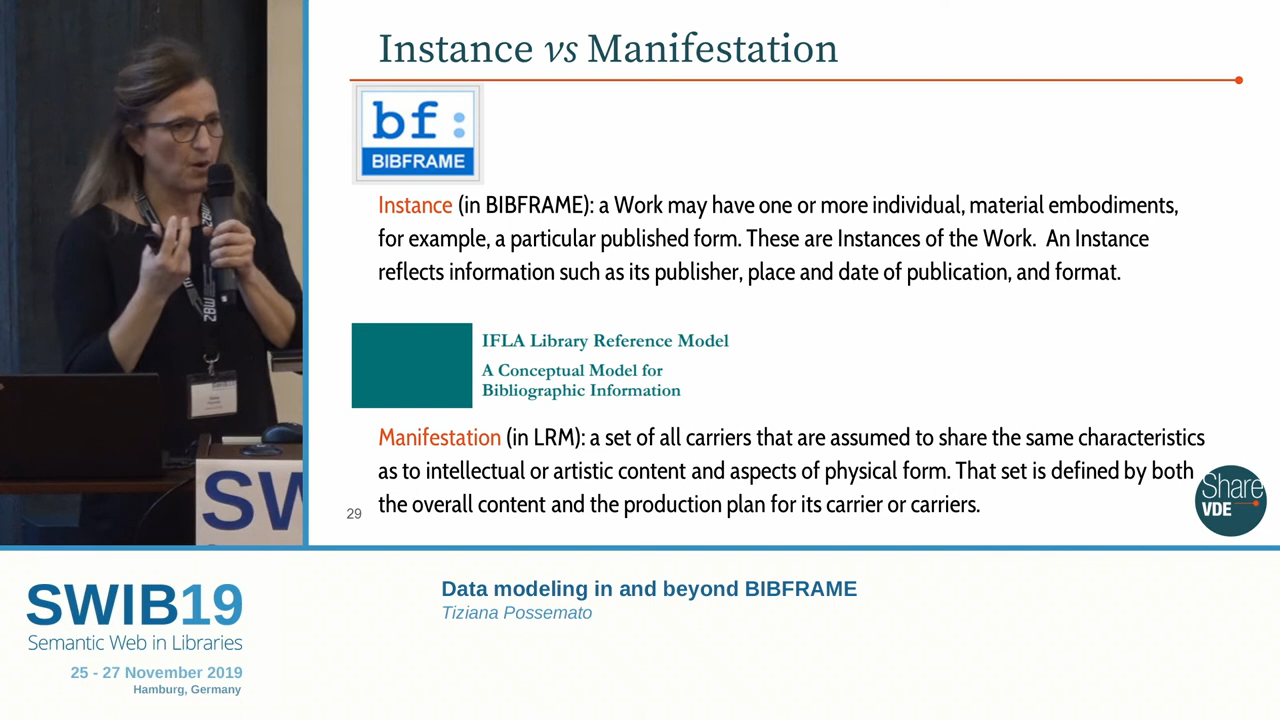 Instance vs Manifestation
bf:
BIBFRAME
Instance (in BIBFRAME): a Work may have one or more individual, material embodiments,
for example, a particular published form. These are Instances of the Work. An Instance
reflects information such as its publisher, place and date of publication, and format.
IFLA Library Reference Model
A Conceptual Model for
Bibliographic Information
Manifestation (in LRM): a set of all carriers that are assumed to share the same characteristics
as to intellectual or artistic content and aspects of physical form. That set is defined by both
the overall content and the production plan for its carrier or carriers.
29
Share
VDE
ZBW
SW
SWIB19
Semantic Web in Libraries
25 - 27 November 2019
Hamburg, Germany
Data modeling in and beyond BIBFRAME
Tiziana Possemato